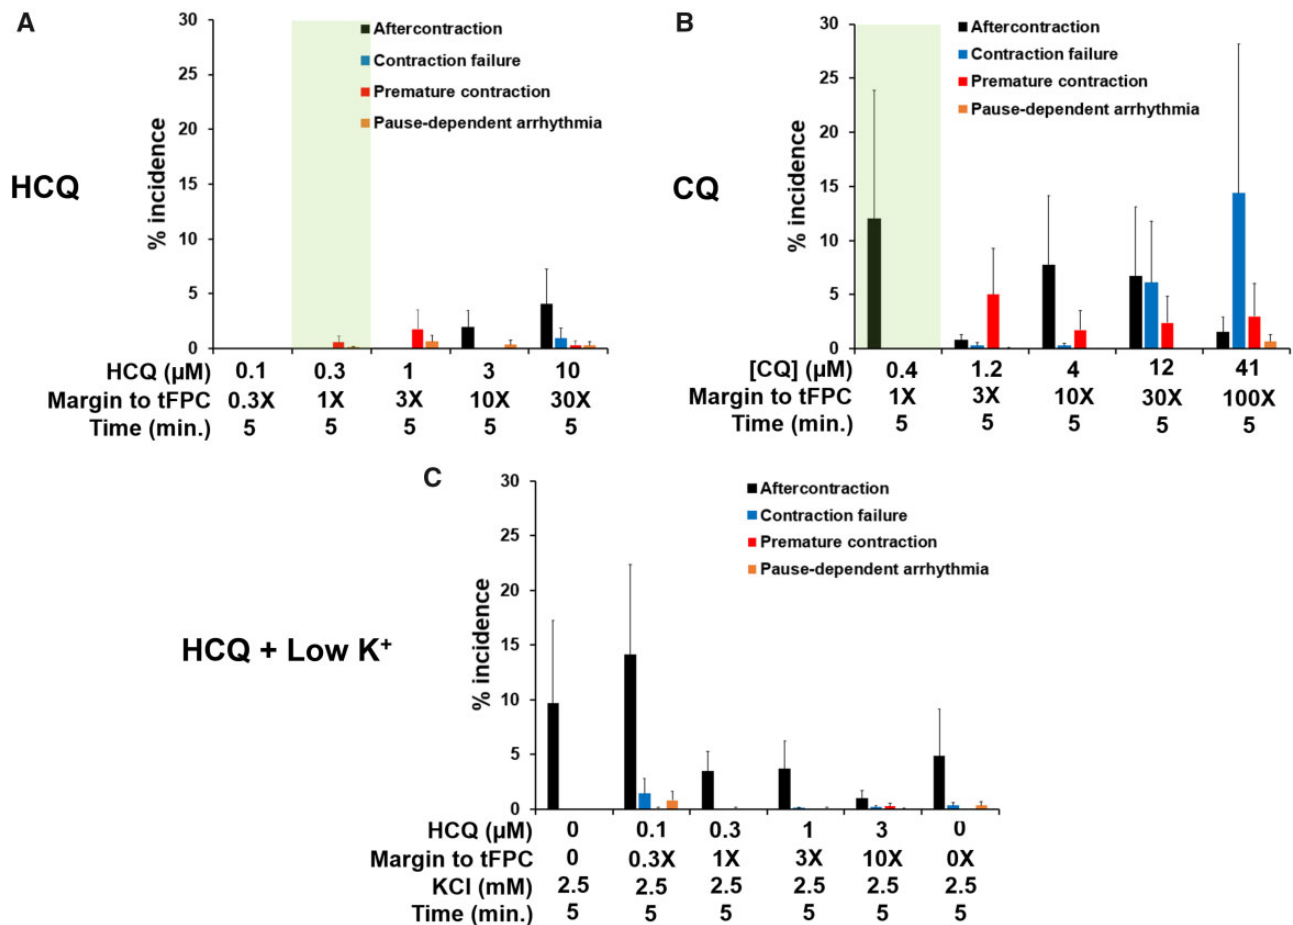 A
30
25
20
15
10
5
0
% incidence
Aftercontraction
Contraction failure
Premature contraction
Pause-dependent arrhythmia
HCQ
HCQ (µM) 0.1 0.3 1 3 10
Margin to tFPC 0.3X 1X 3X 10X 30X
Time (min.) 5 5 5 5 5
B
30
25
20
15
10
5
0
% incidence
Aftercontraction
Contraction failure
Premature contraction
Pause-dependent arrhythmia
CQ
[CQ] (µM) 0.4 1.2 4 12 41
Margin to tFPC 1X 3X 10X 30X 100X
Time (min.) 5 5 5 5 5
C
30
25
20
15
10
5
0
% incidence
Aftercontraction
Contraction failure
Premature contraction
Pause-dependent arrhythmia
HCQ + Low K⁺
HCQ (µM) 0 0.1 0.3 1 3 0
Margin to tFPC 0 0.3X 1X 3X 10X 0X
KCl (mM) 2.5 2.5 2.5 2.5 2.5 2.5
Time (min.) 5 5 5 5 5 5